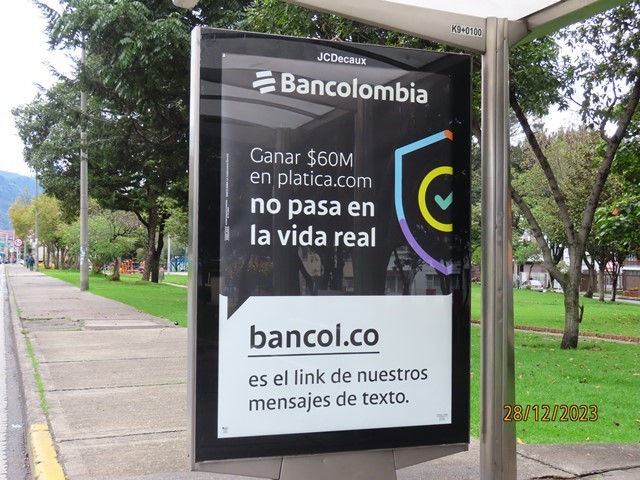 K9+0100
JCDecaux
Bancolombia
Ganar $60M
en platica.com
no pasa en
la vida real
bancol.co
es el link de nuestros
mensajes de texto.
28/12/2023